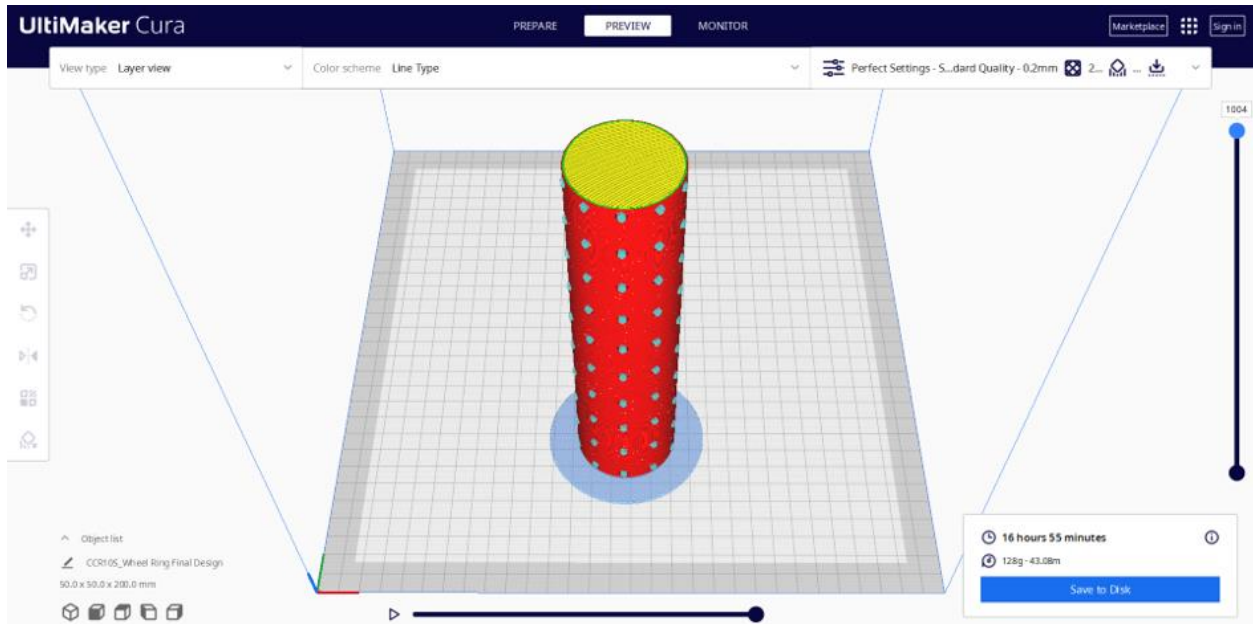 UltiMaker Cura
PREPARE PREVIEW MONITOR
Marketplace Sign in
View type Layer view
Color scheme Line Type
Perfect Settings - S...dard Quality - 0.2mm 2... ...
1004
Object list
CCR10S_Wheel Ring Final Design
50.0 x 50.0 x 200.0 mm
16 hours 55 minutes
128g · 43.08m
Save to Disk